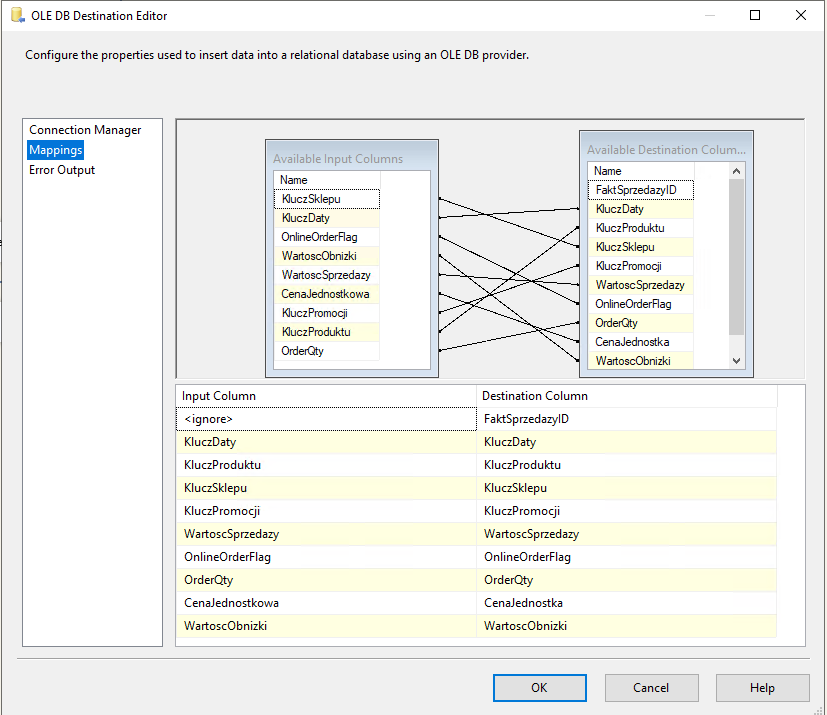 OLE DB Destination Editor
Configure the properties used to insert data into a relational database using an OLE DB provider.
Connection Manager
Mappings
Error Output
Available Input Columns
Name
KluczSklepu
KluczDaty
OnlineOrderFlag
WartoscObnizki
WartoscSprzedazy
CenaJednostkowa
KluczPromocji
KluczProduktu
OrderQty
Available Destination Colum...
Name
FaktSprzedazyID
KluczDaty
KluczProduktu
KluczSklepu
KluczPromocji
WartoscSprzedazy
OnlineOrderFlag
OrderQty
CenaJednostka
WartoscObnizki
Input Column Destination Column
<ignore> FaktSprzedazyID
KluczDaty KluczDaty
KluczProduktu KluczProduktu
KluczSklepu KluczSklepu
KluczPromocji KluczPromocji
WartoscSprzedazy WartoscSprzedazy
OnlineOrderFlag OnlineOrderFlag
OrderQty OrderQty
CenaJednostkowa CenaJednostka
WartoscObnizki WartoscObnizki
OK Cancel Help